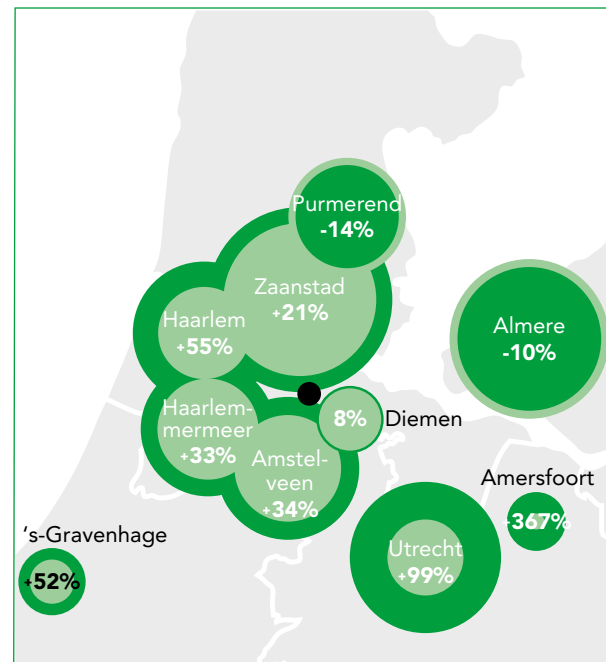 Purmerend
-14%
Zaanstad
+21%
Haarlem
+55%
Almere
-10%
Haarlem-
mermeer
+33%
8% Diemen
Amstel-
veen
+34%
Amersfoort
+367%
Utrecht
+99%
‘s-Gravenhage
+52%